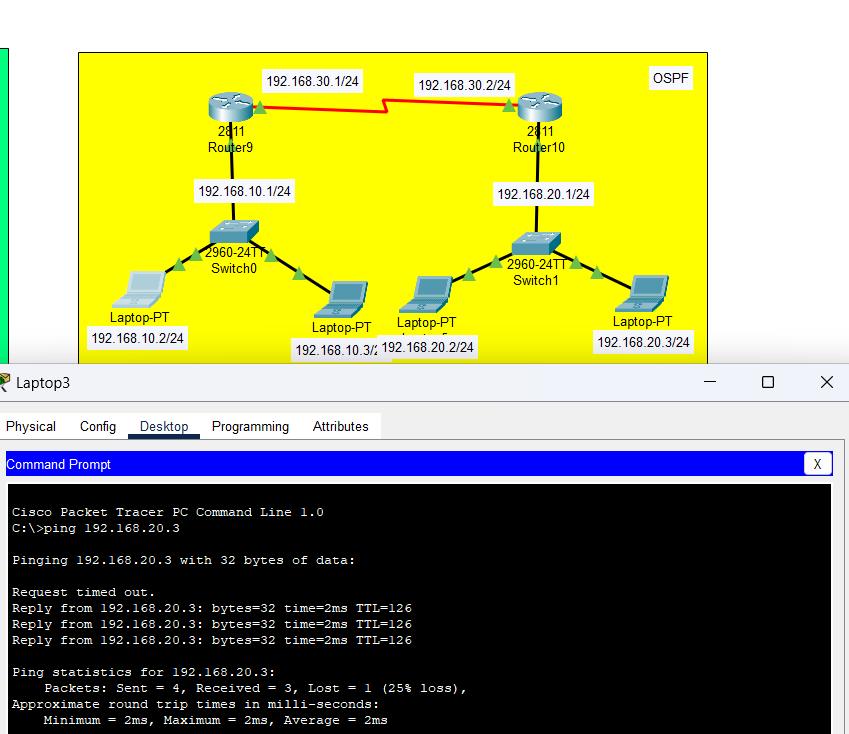 192.168.30.1/24
192.168.30.2/24
OSPF
2811
Router9
2811
Router10
192.168.10.1/24
192.168.20.1/24
2960-24TT
Switch0
2960-24TT
Switch1
Laptop-PT
Laptop-PT
Laptop-PT
Laptop-PT
192.168.10.2/24
192.168.10.3/2
192.168.20.2/24
192.168.20.3/24
Laptop3
Physical Config Desktop Programming Attributes
Command Prompt
X
Cisco Packet Tracer PC Command Line 1.0
C:\>ping 192.168.20.3
Pinging 192.168.20.3 with 32 bytes of data:
Request timed out.
Reply from 192.168.20.3: bytes=32 time=2ms TTL=126
Reply from 192.168.20.3: bytes=32 time=2ms TTL=126
Reply from 192.168.20.3: bytes=32 time=2ms TTL=126
Ping statistics for 192.168.20.3:
Packets: Sent = 4, Received = 3, Lost = 1 (25% loss),
Approximate round trip times in milli-seconds:
Minimum = 2ms, Maximum = 2ms, Average = 2ms